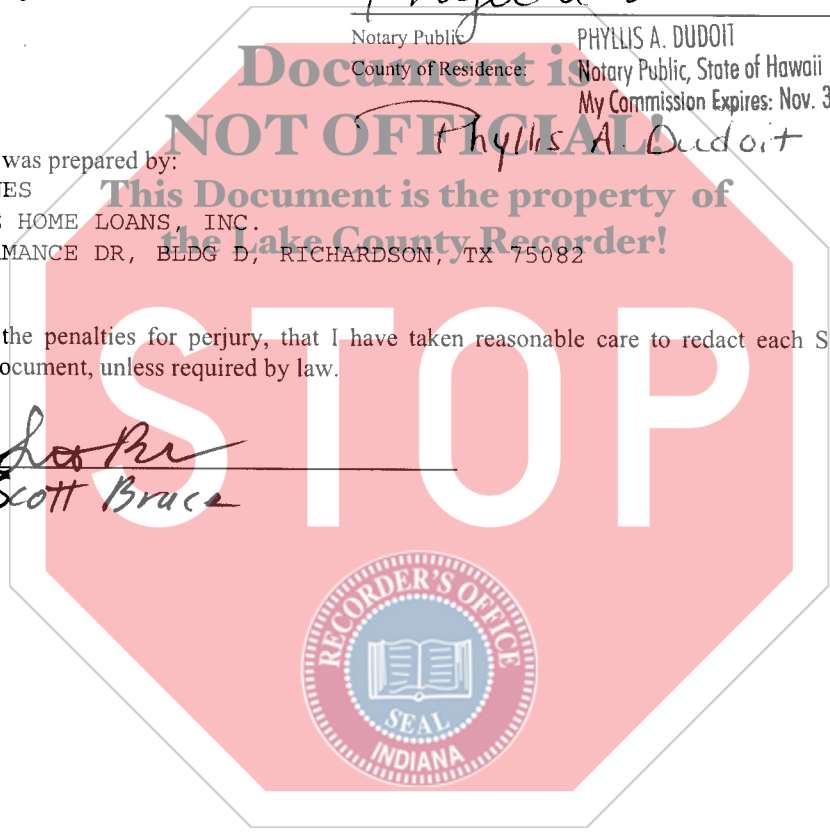 Notary Public
County of Residence:
PHYLLIS A. DUDOIT
Notary Public, State of Hawaii
My Commission Expires: Nov. 3
Phyllis A. Dudoit
Document is
NOT OFFICIAL!
This Document is the property of
the Lake County Recorder!
was prepared by:
HOME LOANS, INC.
MANCE DR, BLDG D, RICHARDSON, TX 75082
the penalties for perjury, that I have taken reasonable care to redact each S
ocument, unless required by law.
Scott Bruce
STOP
RECORDER'S OFFICE
SEAL
INDIANA